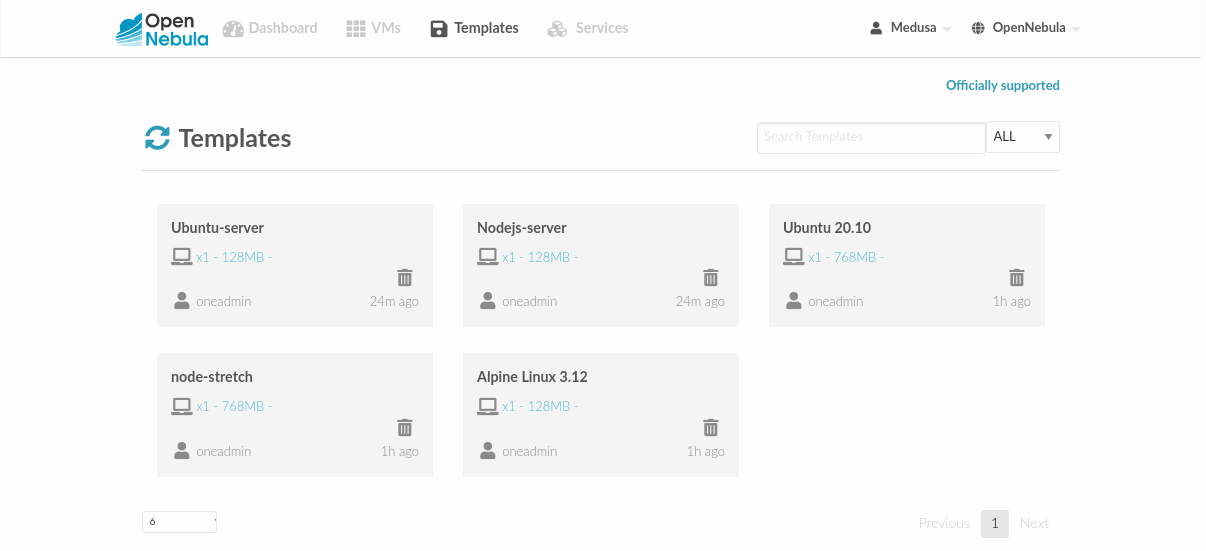 Open
Nebula
Dashboard VMs Templates Services Medusa OpenNebula
Officially supported
Templates Search Templates ALL
Ubuntu-server
x1 - 128MB -
oneadmin 24m ago
Nodejs-server
x1 - 128MB -
oneadmin 24m ago
Ubuntu 20.10
x1 - 768MB -
oneadmin 1h ago
node-stretch
x1 - 768MB -
oneadmin 1h ago
Alpine Linux 3.12
x1 - 128MB -
oneadmin 1h ago
6 Previous 1 Next